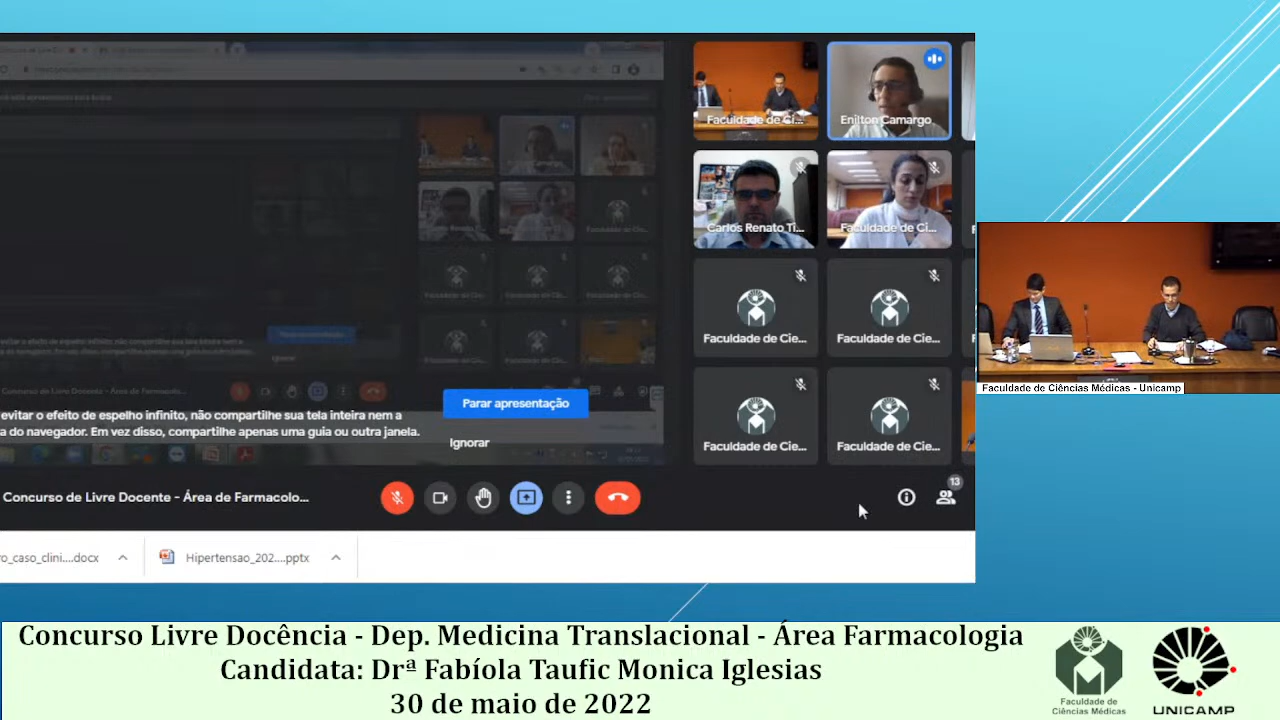 Faculdade de Ci...
Enilton Camargo
Carlos Renato Ti...
Faculdade de Ci...
Faculdade de Cie...
Faculdade de Cie...
Faculdade de Cie...
Faculdade de Cie...
evitar o efeito de espelho infinito, não compartilhe sua tela inteira nem a
a do navegador. Em vez disso, compartilhe apenas uma guia ou outra janela.
Parar apresentação
Ignorar
Concurso de Livre Docente - Área de Farmacolo...
13
o_caso_clini....docx
Hipertensao_202....pptx
Faculdade de Ciências Médicas - Unicamp
Concurso Livre Docência - Dep. Medicina Translacional - Área Farmacologia
Candidata: Drª Fabíola Taufic Monica Iglesias
30 de maio de 2022
Faculdade de
Ciências Médicas
UNICAMP